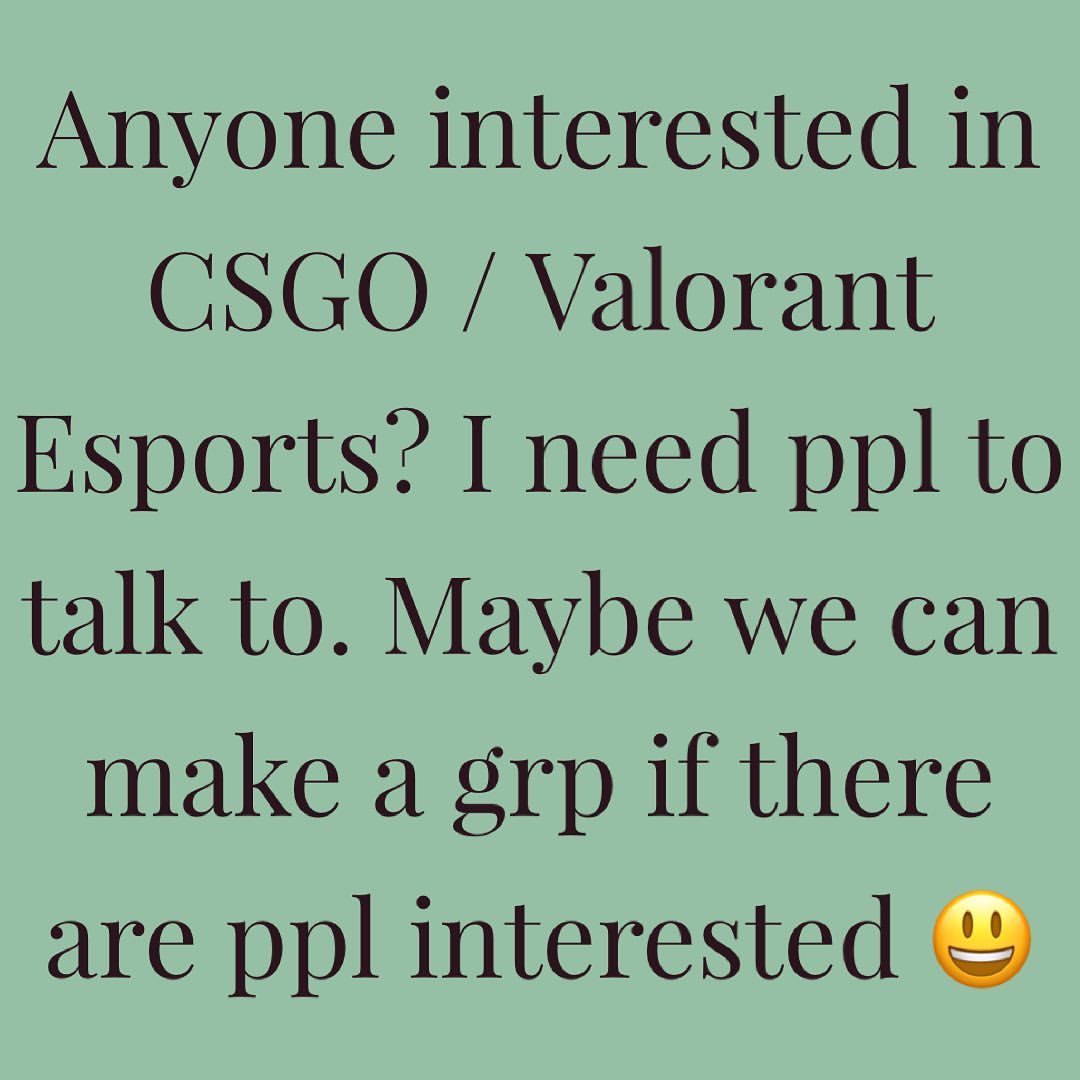 Anyone interested in
CSGO / Valorant
Esports? I need ppl to
talk to. Maybe we can
make a grp if there
are ppl interested 😃